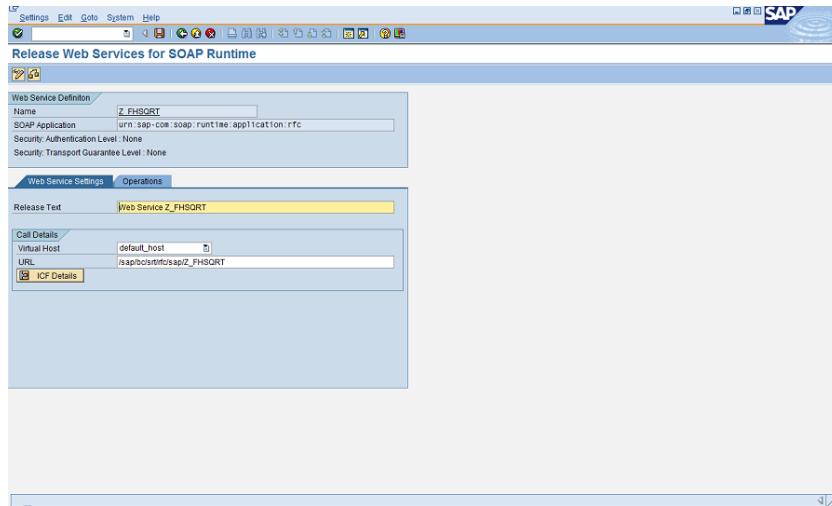 Settings Edit Goto System Help
SAP
Release Web Services for SOAP Runtime
Web Service Definiton
Name Z_FHSQRT
SOAP Application urn:sap-com:soap:runtime:application:rfc
Security: Authentication Level : None
Security: Transport Guarantee Level : None
Web Service Settings Operations
Release Text Web Service Z_FHSQRT
Call Details
Virtual Host default_host
URL /sap/bc/srt/rfc/sap/Z_FHSQRT
ICF Details